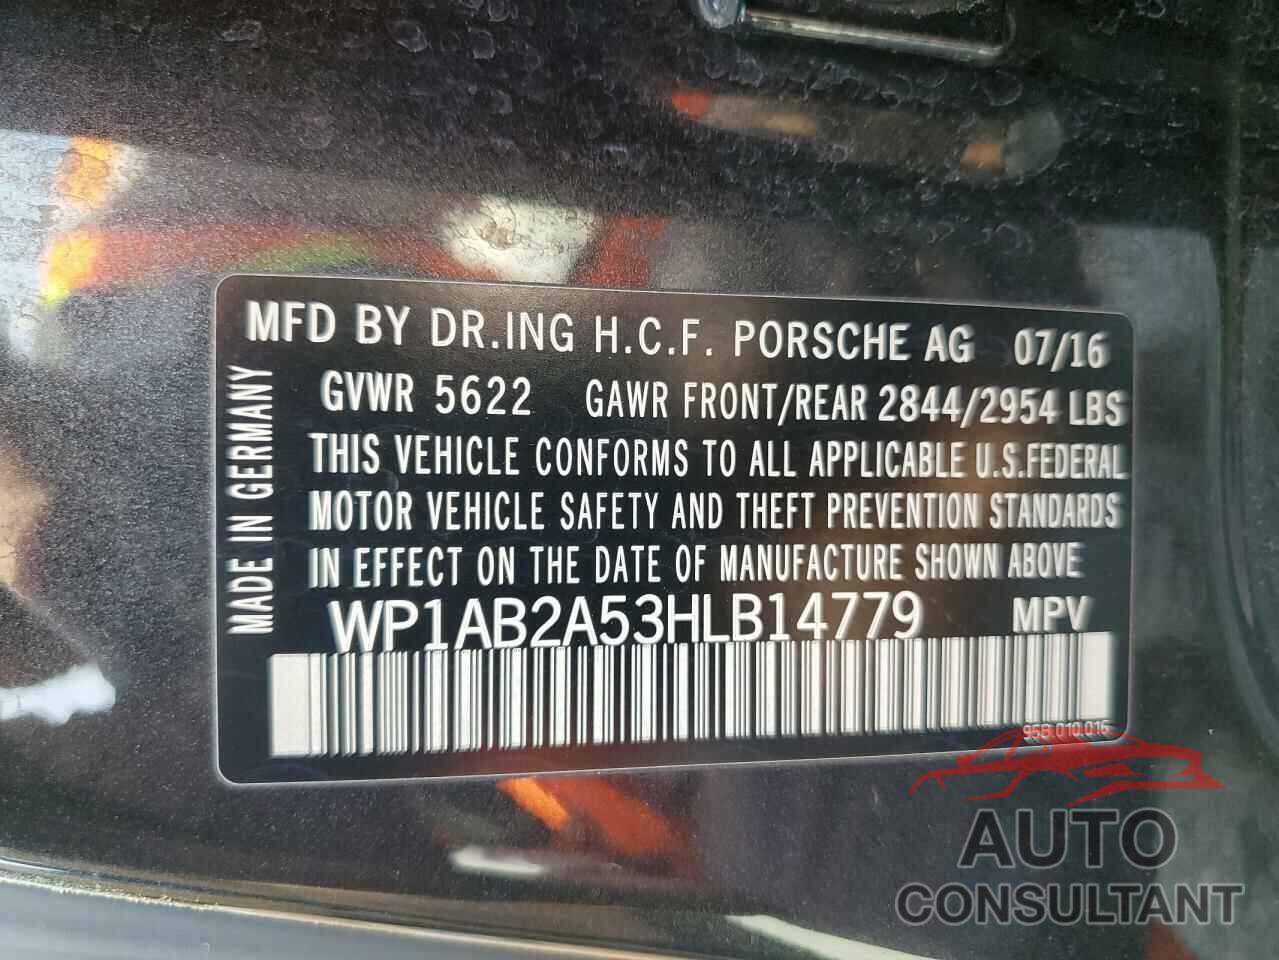 MFD BY DR.ING H.C.F. PORSCHE AG 07/16
GVWR 5622 GAWR FRONT/REAR 2844/2954 LBS
THIS VEHICLE CONFORMS TO ALL APPLICABLE U.S.FEDERAL
MOTOR VEHICLE SAFETY AND THEFT PREVENTION STANDARDS
IN EFFECT ON THE DATE OF MANUFACTURE SHOWN ABOVE
WP1AB2A53HLB14779 MPV
MADE IN GERMANY
95B.010.015
AUTO
CONSULTANT